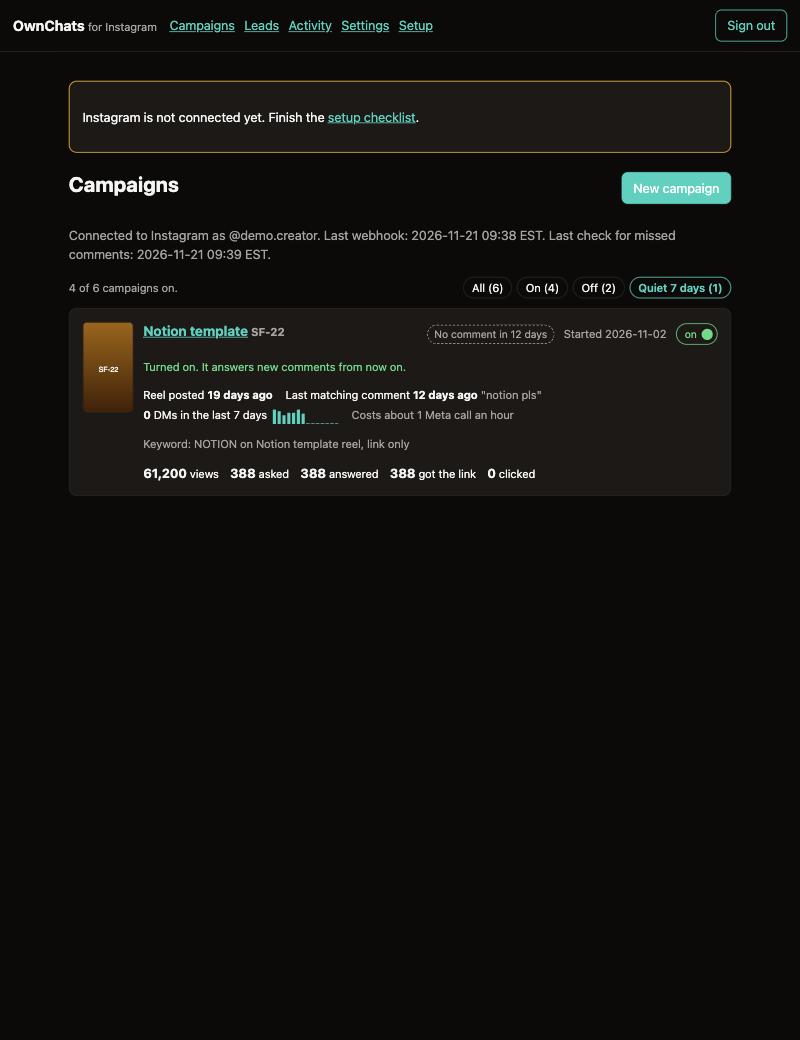 OwnChats for Instagram Campaigns Leads Activity Settings Setup Sign out
Instagram is not connected yet. Finish the setup checklist.
Campaigns New campaign
Connected to Instagram as @demo.creator. Last webhook: 2026-11-21 09:38 EST. Last check for missed
comments: 2026-11-21 09:39 EST.
4 of 6 campaigns on. All (6) On (4) Off (2) Quiet 7 days (1)
SF-22
Notion template SF-22 No comment in 12 days Started 2026-11-02 on
Turned on. It answers new comments from now on.
Reel posted 19 days ago Last matching comment 12 days ago "notion pls"
0 DMs in the last 7 days Costs about 1 Meta call an hour
Keyword: NOTION on Notion template reel, link only
61,200 views 388 asked 388 answered 388 got the link 0 clicked